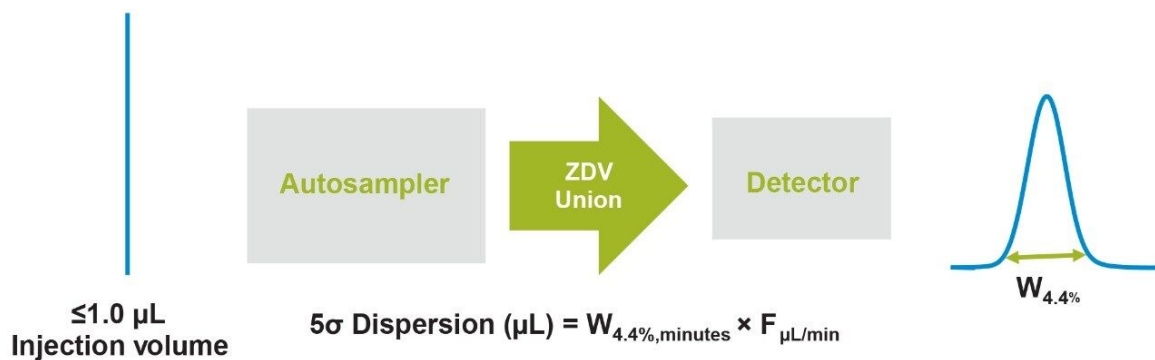 Autosampler
ZDV
Union
Detector
W4.4%
≤1.0 µL
Injection volume
5σ Dispersion (µL) = W4.4%,minutes × FµL/min